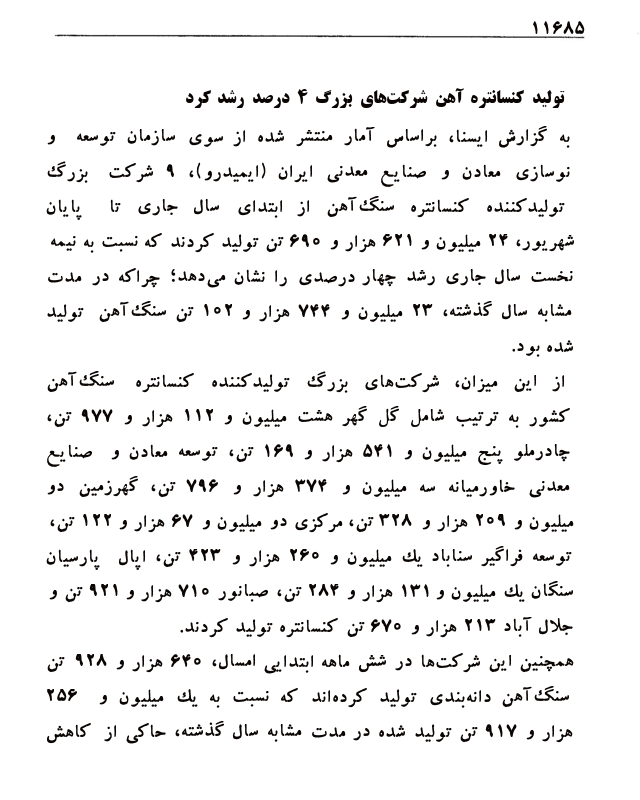 ۱۱۶۸۵
تولید کنسانتره آهن شرکت‌های بزرگ ۴ درصد رشد کرد
به گزارش ایسنا، براساس آمار منتشر شده از سوی سازمان توسعه و
نوسازی معادن و صنایع معدنی ایران (ایمیدرو)، ۹ شرکت بزرگ
تولیدکننده کنسانتره سنگ‌آهن از ابتدای سال جاری تا پایان
شهریور، ۲۴ میلیون و ۶۲۱ هزار و ۶۹۰ تن تولید کردند که نسبت به نیمه
نخست سال جاری رشد چهار درصدی را نشان می‌دهد؛ چراکه در مدت
مشابه سال گذشته، ۲۳ میلیون و ۷۴۴ هزار و ۱۰۲ تن سنگ‌آهن تولید
شده بود.
از این میزان، شرکت‌های بزرگ تولیدکننده کنسانتره سنگ‌آهن
کشور به ترتیب شامل گل گهر هشت میلیون و ۱۱۲ هزار و ۹۷۷ تن،
چادرملو پنج میلیون و ۵۴۱ هزار و ۱۶۹ تن، توسعه معادن و صنایع
معدنی خاورمیانه سه میلیون و ۳۷۴ هزار و ۷۹۶ تن، گهرزمین دو
میلیون و ۲۰۹ هزار و ۳۲۸ تن، مرکزی دو میلیون و ۶۷ هزار و ۱۲۲ تن،
توسعه فراگیر سناباد یك میلیون و ۲۶۰ هزار و ۴۲۳ تن، اپال پارسیان
سنگان یك میلیون و ۱۳۱ هزار و ۲۸۴ تن، صبانور ۷۱۰ هزار و ۹۲۱ تن و
جلال آباد ۲۱۳ هزار و ۶۷۰ تن کنسانتره تولید کردند.
همچنین این شرکت‌ها در شش ماهه ابتدایی امسال، ۶۴۰ هزار و ۹۲۸ تن
سنگ‌آهن دانه‌بندی تولید کرده‌اند که نسبت به یك میلیون و ۲۵۶
هزار و ۹۱۷ تن تولید شده در مدت مشابه سال گذشته، حاکی از کاهش